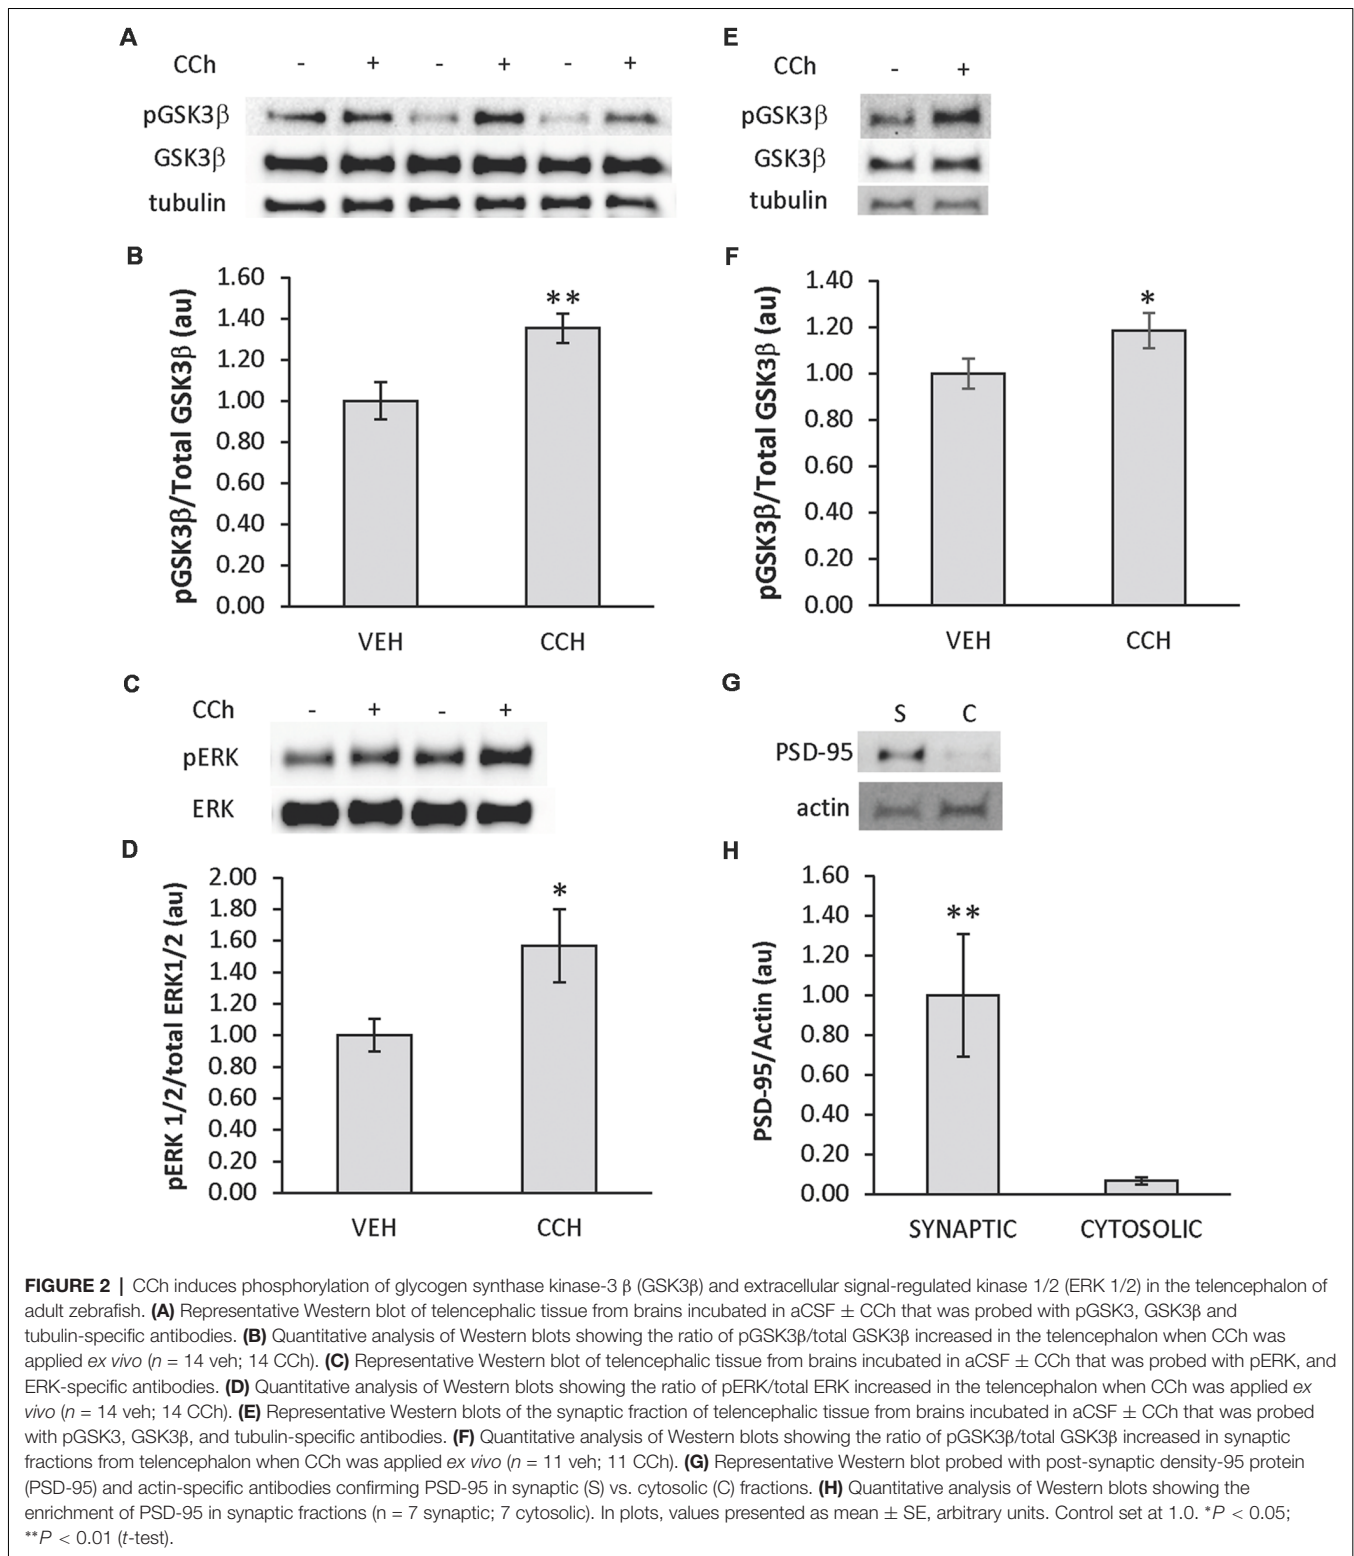 A
CCh - + - + - +
pGSK3β
GSK3β
tubulin
B
pGSK3β/Total GSK3β (au)
1.60
1.40
1.20
1.00
0.80
0.60
0.40
0.20
0.00
**
VEH CCH
C
CCh - + - +
pERK
ERK
D
pERK 1/2/total ERK1/2 (au)
2.00
1.80
1.60
1.40
1.20
1.00
0.80
0.60
0.40
0.20
0.00
*
VEH CCH
E
CCh - +
pGSK3β
GSK3β
tubulin
F
pGSK3β/Total GSK3β (au)
1.40
1.20
1.00
0.80
0.60
0.40
0.20
0.00
*
VEH CCH
G
S C
PSD-95
actin
H
PSD-95/Actin (au)
1.60
1.40
1.20
1.00
0.80
0.60
0.40
0.20
0.00
**
SYNAPTIC CYTOSOLIC
FIGURE 2 | CCh induces phosphorylation of glycogen synthase kinase-3 β (GSK3β) and extracellular signal-regulated kinase 1/2 (ERK 1/2) in the telencephalon of
adult zebrafish. (A) Representative Western blot of telencephalic tissue from brains incubated in aCSF ± CCh that was probed with pGSK3, GSK3β and
tubulin-specific antibodies. (B) Quantitative analysis of Western blots showing the ratio of pGSK3β/total GSK3β increased in the telencephalon when CCh was
applied ex vivo (n = 14 veh; 14 CCh). (C) Representative Western blot of telencephalic tissue from brains incubated in aCSF ± CCh that was probed with pERK, and
ERK-specific antibodies. (D) Quantitative analysis of Western blots showing the ratio of pERK/total ERK increased in the telencephalon when CCh was applied ex
vivo (n = 14 veh; 14 CCh). (E) Representative Western blots of the synaptic fraction of telencephalic tissue from brains incubated in aCSF ± CCh that was probed
with pGSK3, GSK3β, and tubulin-specific antibodies. (F) Quantitative analysis of Western blots showing the ratio of pGSK3β/total GSK3β increased in synaptic
fractions from telencephalon when CCh was applied ex vivo (n = 11 veh; 11 CCh). (G) Representative Western blot probed with post-synaptic density-95 protein
(PSD-95) and actin-specific antibodies confirming PSD-95 in synaptic (S) vs. cytosolic (C) fractions. (H) Quantitative analysis of Western blots showing the
enrichment of PSD-95 in synaptic fractions (n = 7 synaptic; 7 cytosolic). In plots, values presented as mean ± SE, arbitrary units. Control set at 1.0. *P < 0.05;
**P < 0.01 (t-test).